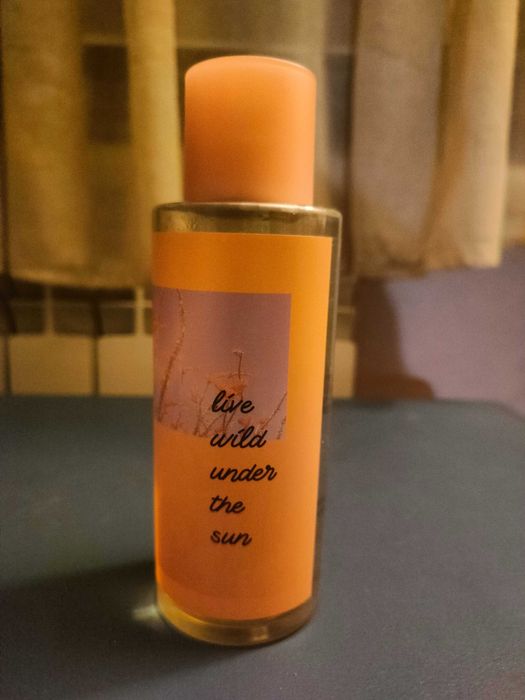 live
wild
under
the
sun